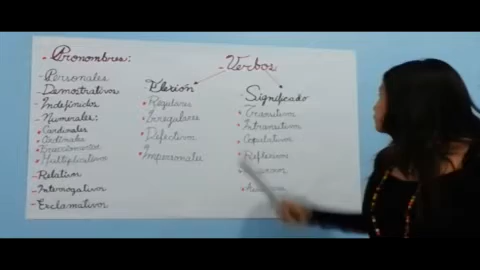 - Pronombres:
- Personales
- Demostrativos
- Indefinidos
- Numerales:
• Cardinales
• Ordinales
• Multiplicativos
- Relativos
- Interrogativos
- Exclamativos
- Verbos
Flexión
• Regulares
• Irregulares
• Defectivos
y
• Impersonales
Significado
• Transitivos
• Intransitivos
• Copulativos
• Reflexivos